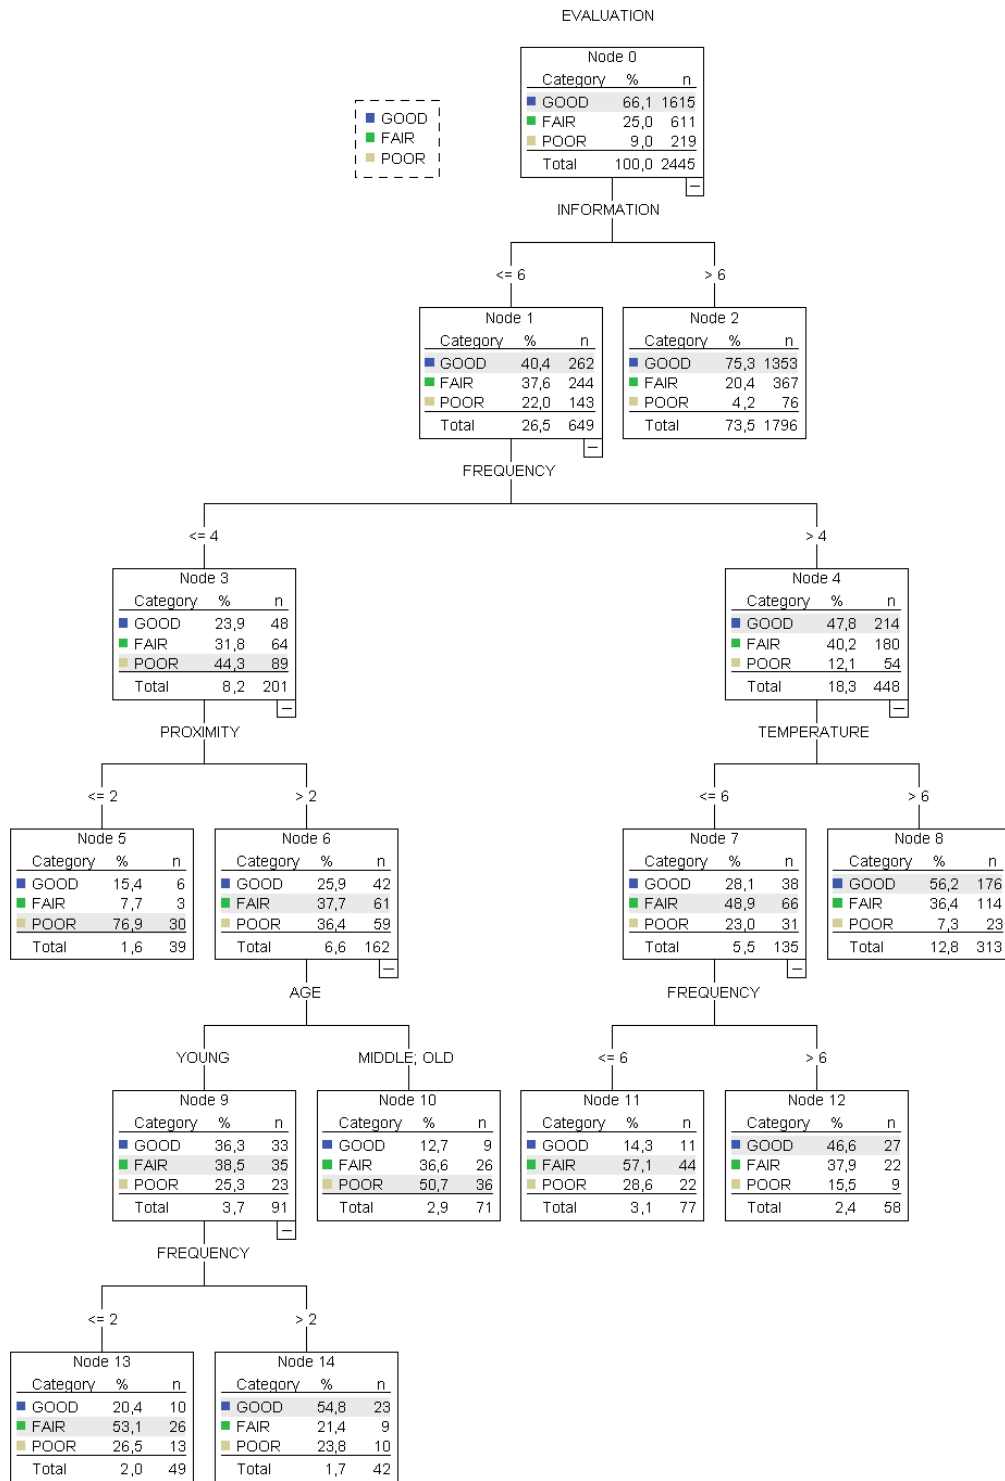 EVALUATION
Node 0
Category % n
GOOD 66,1 1615
FAIR 25,0 611
POOR 9,0 219
Total 100,0 2445
GOOD
FAIR
POOR
INFORMATION
<= 6
> 6
Node 1
Category % n
GOOD 40,4 262
FAIR 37,6 244
POOR 22,0 143
Total 26,5 649
Node 2
Category % n
GOOD 75,3 1353
FAIR 20,4 367
POOR 4,2 76
Total 73,5 1796
FREQUENCY
<= 4
> 4
Node 3
Category % n
GOOD 23,9 48
FAIR 31,8 64
POOR 44,3 89
Total 8,2 201
Node 4
Category % n
GOOD 47,8 214
FAIR 40,2 180
POOR 12,1 54
Total 18,3 448
PROXIMITY
TEMPERATURE
<= 2
> 2
<= 6
> 6
Node 5
Category % n
GOOD 15,4 6
FAIR 7,7 3
POOR 76,9 30
Total 1,6 39
Node 6
Category % n
GOOD 25,9 42
FAIR 37,7 61
POOR 36,4 59
Total 6,6 162
Node 7
Category % n
GOOD 28,1 38
FAIR 48,9 66
POOR 23,0 31
Total 5,5 135
Node 8
Category % n
GOOD 56,2 176
FAIR 36,4 114
POOR 7,3 23
Total 12,8 313
AGE
FREQUENCY
YOUNG
MIDDLE; OLD
<= 6
> 6
Node 9
Category % n
GOOD 36,3 33
FAIR 38,5 35
POOR 25,3 23
Total 3,7 91
Node 10
Category % n
GOOD 12,7 9
FAIR 36,6 26
POOR 50,7 36
Total 2,9 71
Node 11
Category % n
GOOD 14,3 11
FAIR 57,1 44
POOR 28,6 22
Total 3,1 77
Node 12
Category % n
GOOD 46,6 27
FAIR 37,9 22
POOR 15,5 9
Total 2,4 58
FREQUENCY
<= 2
> 2
Node 13
Category % n
GOOD 20,4 10
FAIR 53,1 26
POOR 26,5 13
Total 2,0 49
Node 14
Category % n
GOOD 54,8 23
FAIR 21,4 9
POOR 23,8 10
Total 1,7 42